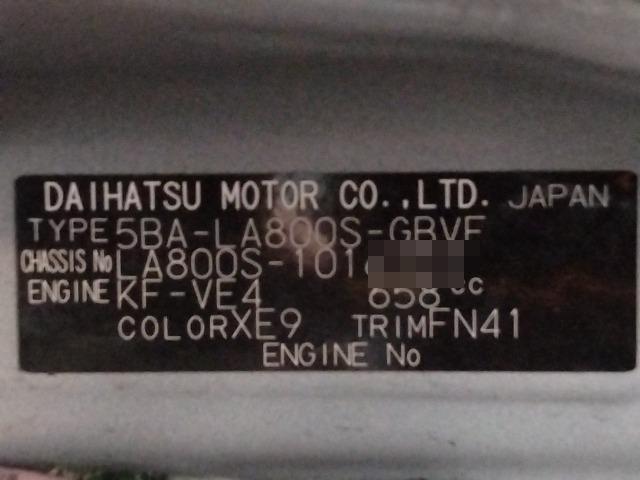 DAIHATSU MOTOR CO.,LTD. JAPAN
TYPE 5BA-LA800S-GBVF
CHASSIS No LA800S-101
ENGINE KF-VE4 658 cc
COLOR XE9 TRIM FN41
ENGINE No